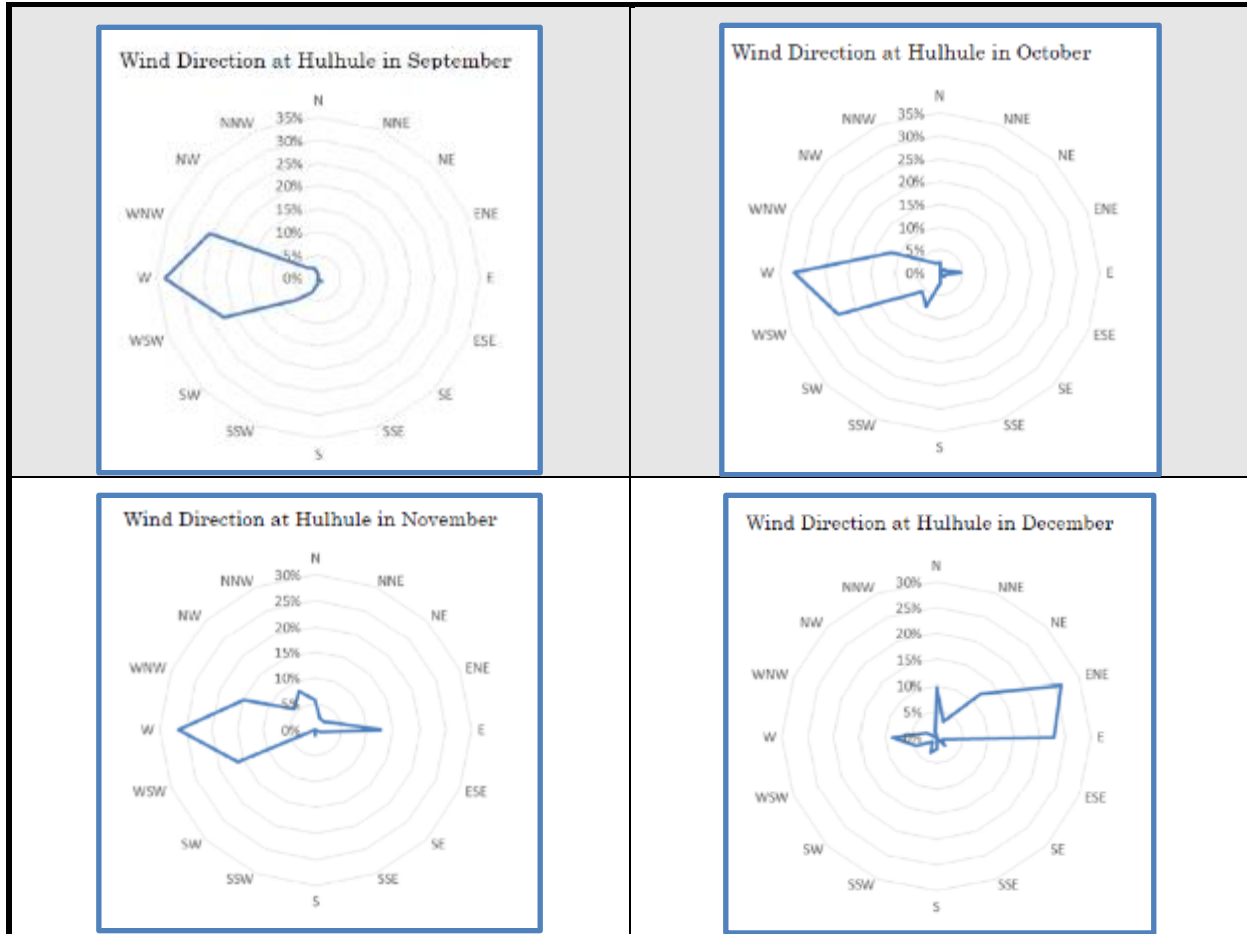 Wind Direction at Hulhule in September
N
NNW 35% NNE
30%
NW 25% NE
20%
WNW 15% ENE
10%
5%
W 0% E
WSW ESE
SW SE
SSW SSE
S
Wind Direction at Hulhule in October
N
NNW 35% NNE
30%
NW 25% NE
20%
WNW 15% ENE
10%
5%
W 0% E
WSW ESE
SW SE
SSW SSE
S
Wind Direction at Hulhule in November
N
NNW 30% NNE
25%
NW 20% NE
15%
WNW 10% ENE
5%
W 0% E
WSW ESE
SW SE
SSW SSE
S
Wind Direction at Hulhule in December
N
NNW 30% NNE
25%
NW 20% NE
15%
WNW 10% ENE
5%
W 0% E
WSW ESE
SW SE
SSW SSE
S